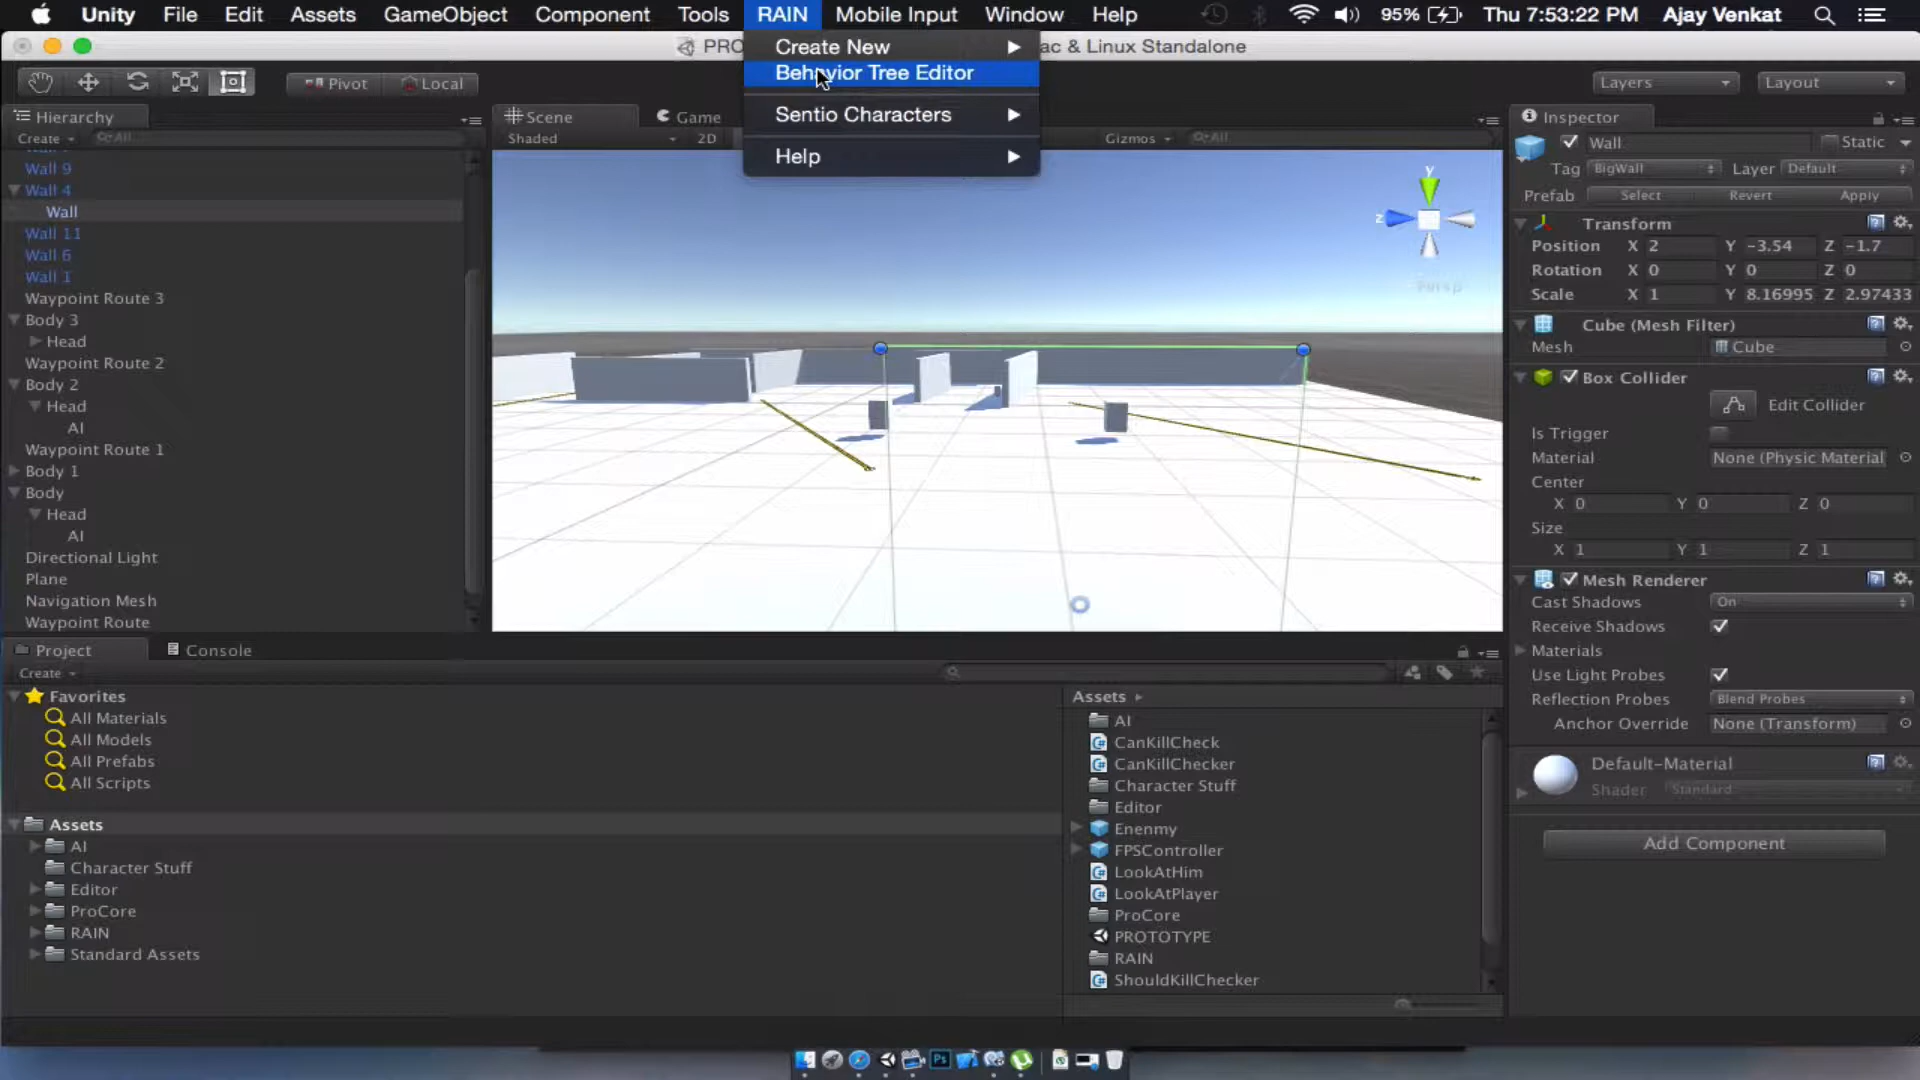 Unity File Edit Assets GameObject Component Tools RAIN Mobile Input Window Help 95% Thu 7:53:22 PM Ajay Venkat
PRO ac & Linux Standalone
Create New
Behavior Tree Editor
Sentio Characters
Help
Pivot Local
Layers Layout
Hierarchy
Create All
Wall 9
Wall 4
Wall
Wall 11
Wall 6
Wall 1
Waypoint Route 3
Body 3
Head
Waypoint Route 2
Body 2
Head
AI
Waypoint Route 1
Body 1
Body
Head
AI
Directional Light
Plane
Navigation Mesh
Waypoint Route
Scene Game
Shaded 2D Gizmos All
y
z
Persp
Inspector
Wall Static
Tag BigWall Layer Default
Prefab Select Revert Apply
Transform
Position X 2 Y -3.54 Z -1.7
Rotation X 0 Y 0 Z 0
Scale X 1 Y 8.16995 Z 2.97433
Cube (Mesh Filter)
Mesh Cube
Box Collider
Edit Collider
Is Trigger
Material None (Physic Material
Center
X 0 Y 0 Z 0
Size
X 1 Y 1 Z 1
Mesh Renderer
Cast Shadows On
Receive Shadows
Materials
Use Light Probes
Reflection Probes Blend Probes
Anchor Override None (Transform)
Default-Material
Shader Standard
Add Component
Project Console
Create
Favorites
All Materials
All Models
All Prefabs
All Scripts
Assets
AI
Character Stuff
Editor
ProCore
RAIN
Standard Assets
Assets
AI
CanKillCheck
CanKillChecker
Character Stuff
Editor
Enenmy
FPSController
LookAtHim
LookAtPlayer
ProCore
PROTOTYPE
RAIN
ShouldKillChecker
Ps